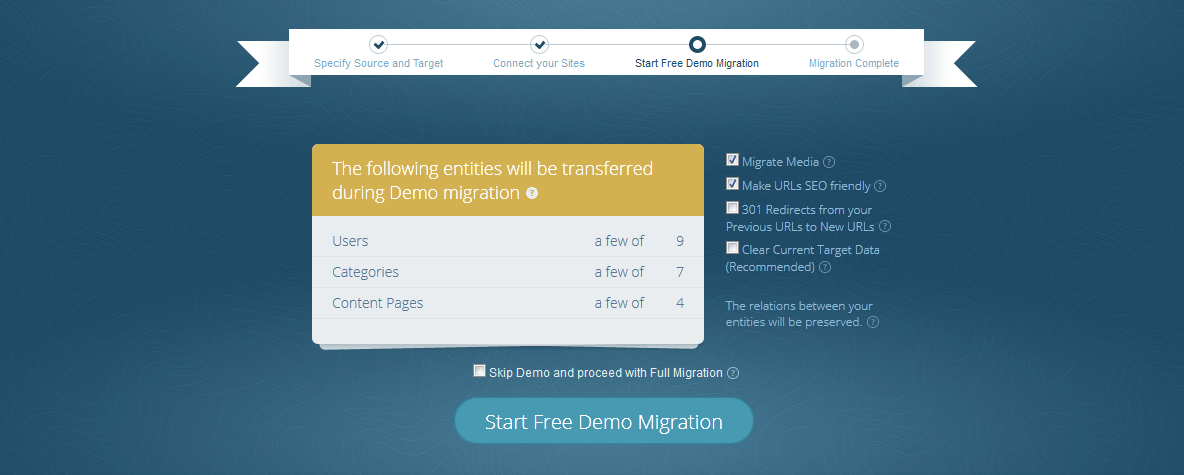 Specify Source and Target
Connect your Sites
Start Free Demo Migration
Migration Complete
The following entities will be transferred
during Demo migration ?
Users a few of 9
Categories a few of 7
Content Pages a few of 4
Migrate Media ?
Make URLs SEO friendly ?
301 Redirects from your
Previous URLs to New URLs ?
Clear Current Target Data
(Recommended) ?
The relations between your
entities will be preserved. ?
Skip Demo and proceed with Full Migration ?
Start Free Demo Migration